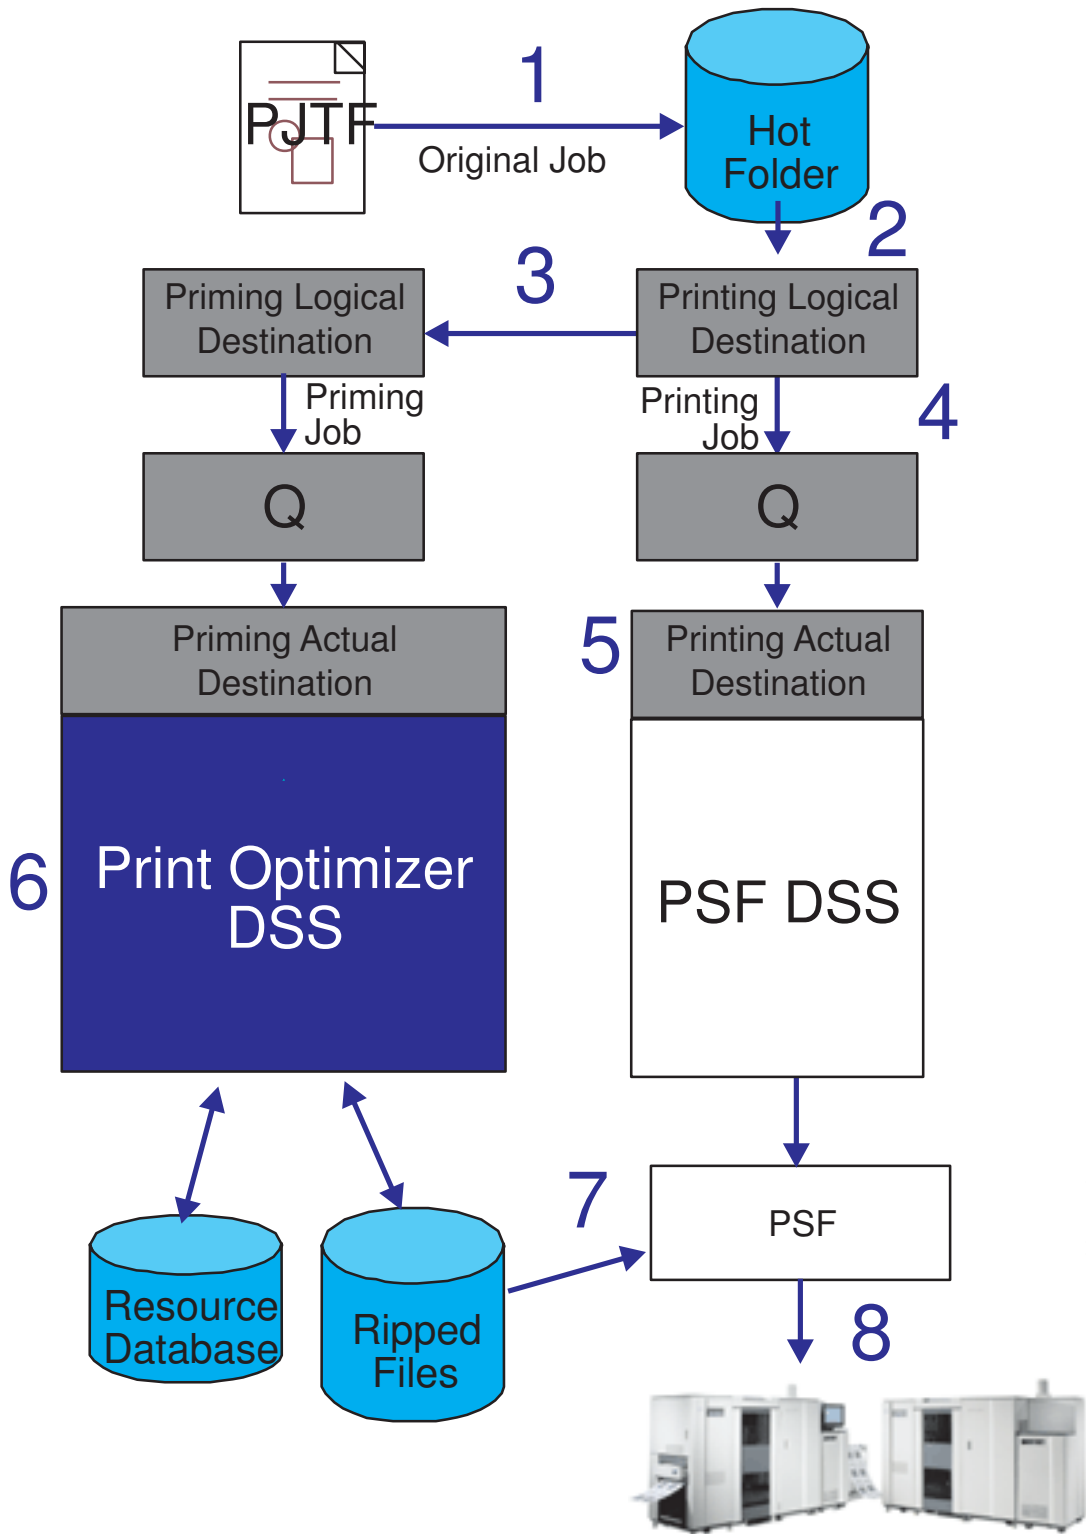 1
PJTF
Original Job
Hot
Folder
2
3
Priming Logical
Destination
Printing Logical
Destination
Priming
Job
Printing
Job
4
Q
Q
Priming Actual
Destination
5
Printing Actual
Destination
6
Print Optimizer
DSS
PSF DSS
7
PSF
Resource
Database
Ripped
Files
8